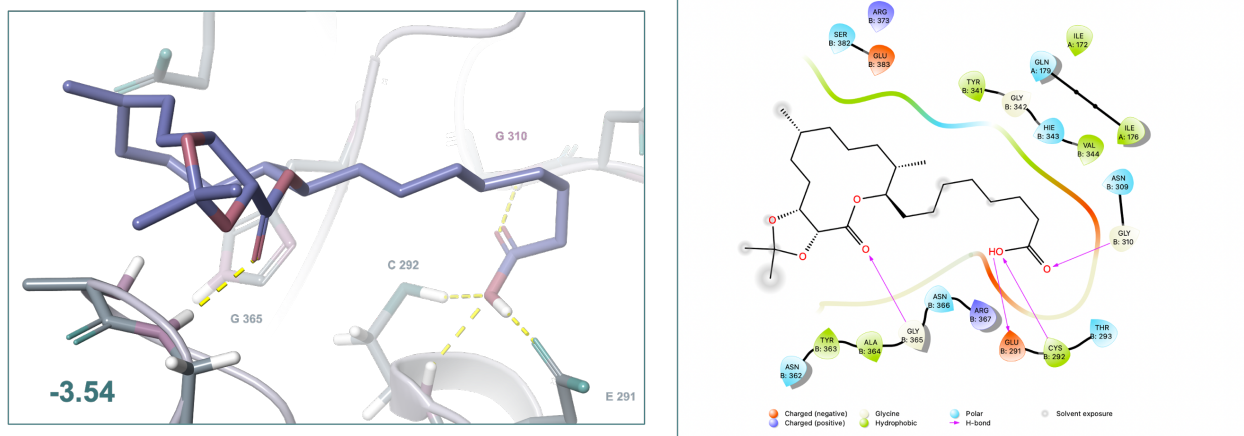 G 310
C 292
G 365
E 291
-3.54
ARG
B: 373
SER
B: 382
GLU
B: 383
ILE
A: 172
GLN
A: 179
TYR
B: 341
GLY
B: 342
HIE
B: 343
VAL
B: 344
ILE
A: 176
ASN
B: 309
GLY
B: 310
O
O
O
O
HO
O
ASN
B: 366
ARG
B: 367
GLY
B: 365
TYR
B: 363
ALA
B: 364
ASN
B: 362
GLU
B: 291
CYS
B: 292
THR
B: 293
Charged (negative)
Charged (positive)
Glycine
Hydrophobic
Polar
H-bond
Solvent exposure